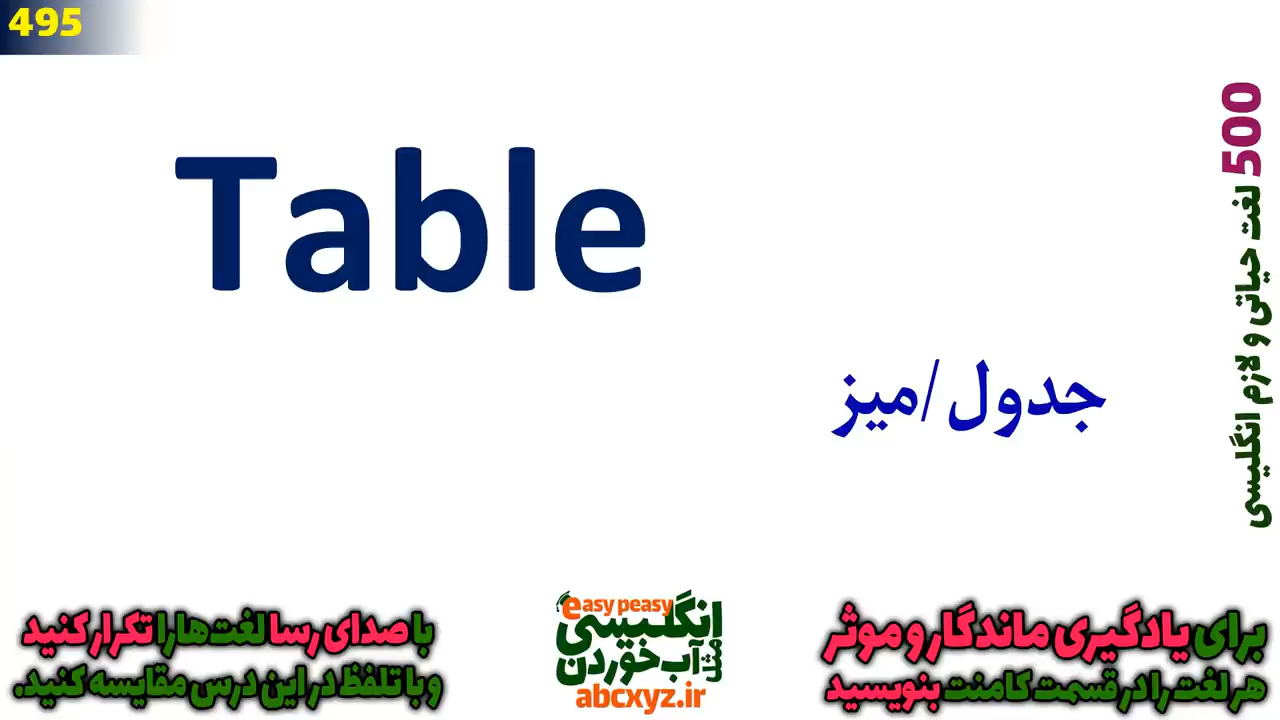 495
Table
جدول/میز
500 لغت حیاتی و لازم انگلیسی
برای یادگیری ماندگار و موثر
هر لغت را در قسمت کامنت بنویسید
easy peasy
انگلیسی
مثل آب خوردن
abcxyz.ir
با صدای رسا لغت‌ها را تکرار کنید
و با تلفظ در این درس مقایسه کنید.